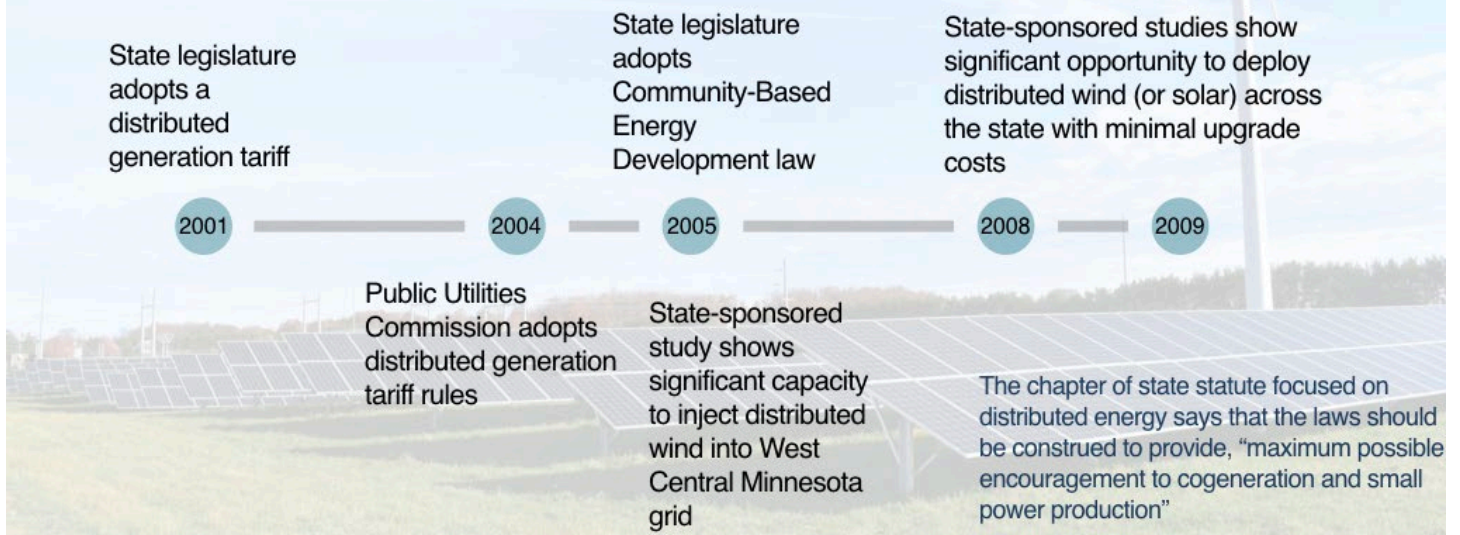 State legislature
adopts a
distributed
generation tariff
State legislature
adopts
Community-Based
Energy
Development law
State-sponsored studies show
significant opportunity to deploy
distributed wind (or solar) across
the state with minimal upgrade
costs
2001
2004
2005
2008
2009
Public Utilities
Commission adopts
distributed generation
tariff rules
State-sponsored
study shows
significant capacity
to inject distributed
wind into West
Central Minnesota
grid
The chapter of state statute focused on
distributed energy says that the laws should
be construed to provide, “maximum possible
encouragement to cogeneration and small
power production”